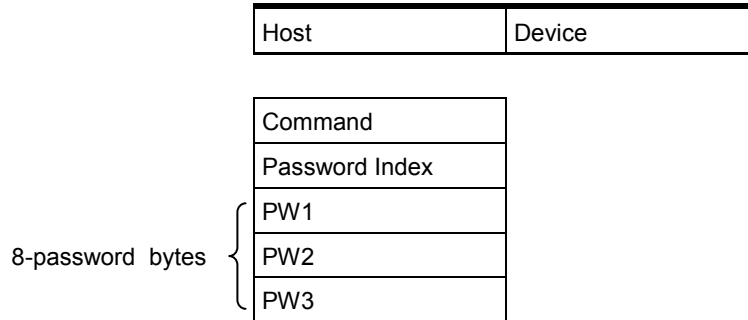 Host Device
Command
Password Index
PW1
8-password bytes PW2
PW3